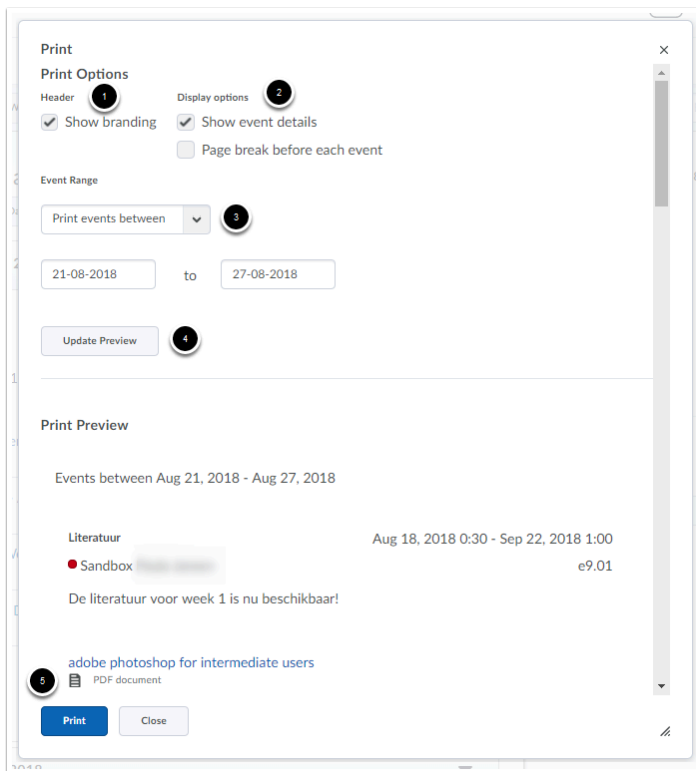 Print ×
Print Options
Header 1 Display options 2
Show branding Show event details
Page break before each event
Event Range
Print events between 3
21-08-2018 to 27-08-2018
Update Preview 4
Print Preview
Events between Aug 21, 2018 - Aug 27, 2018
Literatuur Aug 18, 2018 0:30 - Sep 22, 2018 1:00
Sandbox e9.01
De literatuur voor week 1 is nu beschikbaar!
adobe photoshop for intermediate users
5 PDF document
Print Close
2018